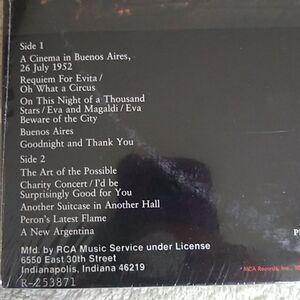 Side 1
A Cinema in Buenos Aires,
26 July 1952
Requiem For Evita/
Oh What a Circus
On This Night of a Thousand
Stars/Eva and Magaldi/Eva
Beware of the City
Buenos Aires
Goodnight and Thank You
Side 2
The Art of the Possible
Charity Concert/I'd be
Surprisingly Good for You
Another Suitcase in Another Hall
Peron's Latest Flame
A New Argentina
Mfd. by RCA Music Service under License
6550 East 30th Street
Indianapolis, Indiana 46219
R-253871
MCA Records, Inc.